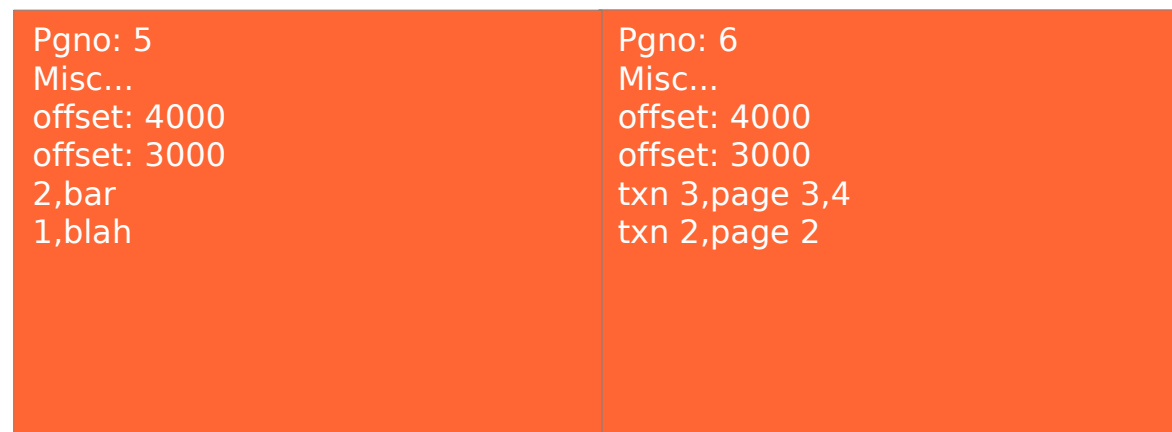 Pgno: 5
Misc...
offset: 4000
offset: 3000
2,bar
1,blah
Pgno: 6
Misc...
offset: 4000
offset: 3000
txn 3,page 3,4
txn 2,page 2